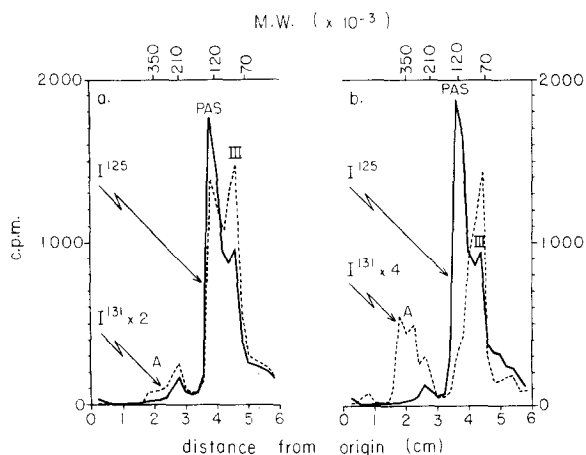 M.W. ( x 10⁻³)
350 210 120 70
350 210 120 70
2000 a. PAS b. PAS 2000
III
I¹²⁵ I¹²⁵
c.p.m. 1000 III 1000
I¹³¹ x 4
I¹³¹ x 2 A
A
0 0
0 1 2 3 4 5 6 0 1 2 3 4 5 6
distance from origin (cm)